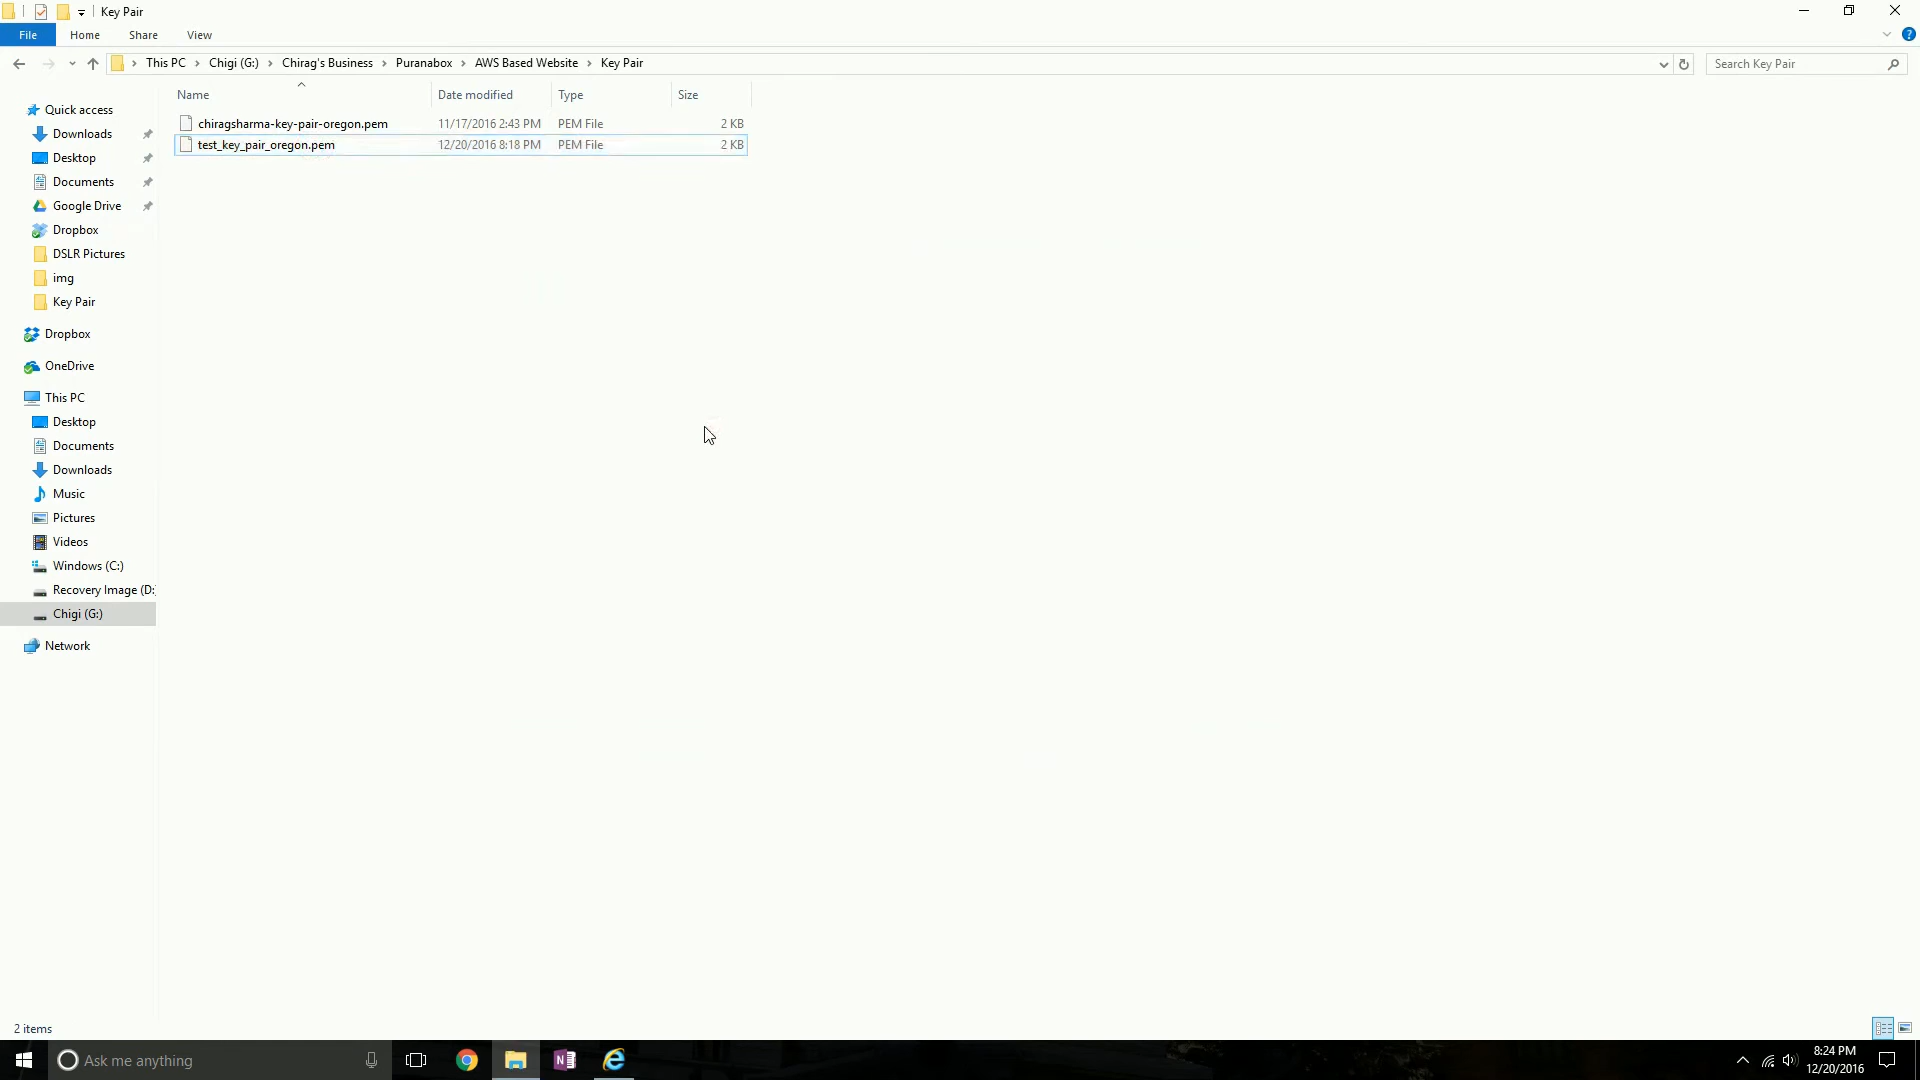 Key Pair
File Home Share View
This PC Chigi (G:) Chirag's Business Puranabox AWS Based Website Key Pair
Search Key Pair
Name Date modified Type Size
chiragsharma-key-pair-oregon.pem 11/17/2016 2:43 PM PEM File 2 KB
test_key_pair_oregon.pem 12/20/2016 8:18 PM PEM File 2 KB
Quick access
Downloads
Desktop
Documents
Google Drive
Dropbox
DSLR Pictures
img
Key Pair
Dropbox
OneDrive
This PC
Desktop
Documents
Downloads
Music
Pictures
Videos
Windows (C:)
Recovery Image (D:
Chigi (G:)
Network
2 items
Ask me anything
8:24 PM
12/20/2016